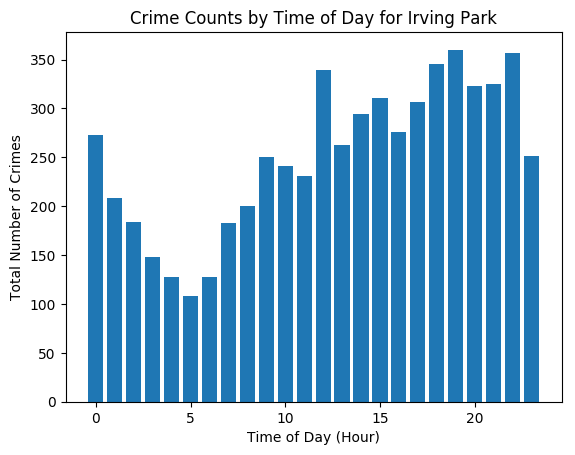 Crime Counts by Time of Day for Irving Park
Total Number of Crimes
350
300
250
200
150
100
50
0
0 5 10 15 20
Time of Day (Hour)